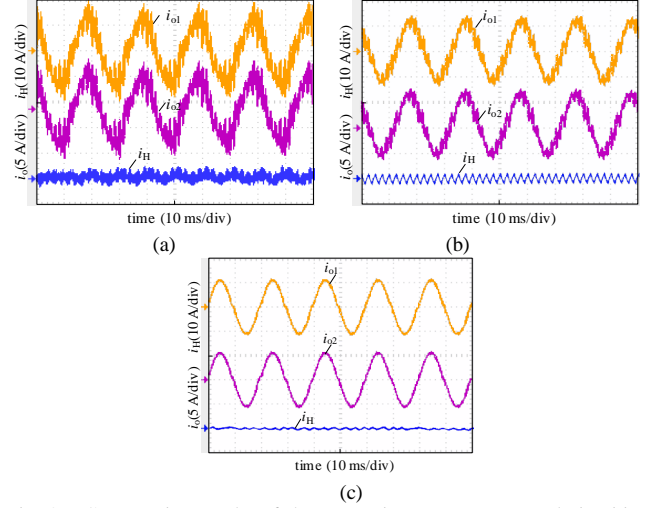 i_o1
i_o2
i_H
i_o(5 A/div) i_H(10 A/div)
time (10 ms/div)
(a)
i_o1
i_o2
i_H
i_o(5 A/div) i_H(10 A/div)
time (10 ms/div)
(b)
i_o1
i_o2
i_H
i_o(5 A/div) i_H(10 A/div)
time (10 ms/div)
(c)